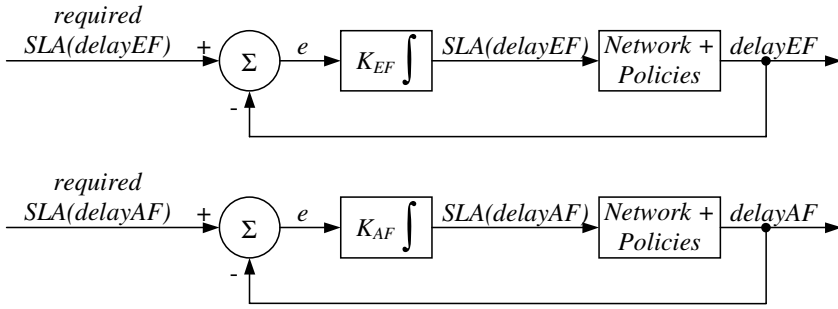 required
SLA(delayEF)
+
Σ
-
e
K_EF ∫
SLA(delayEF)
Network +
Policies
delayEF
required
SLA(delayAF)
+
Σ
-
e
K_AF ∫
SLA(delayAF)
Network +
Policies
delayAF